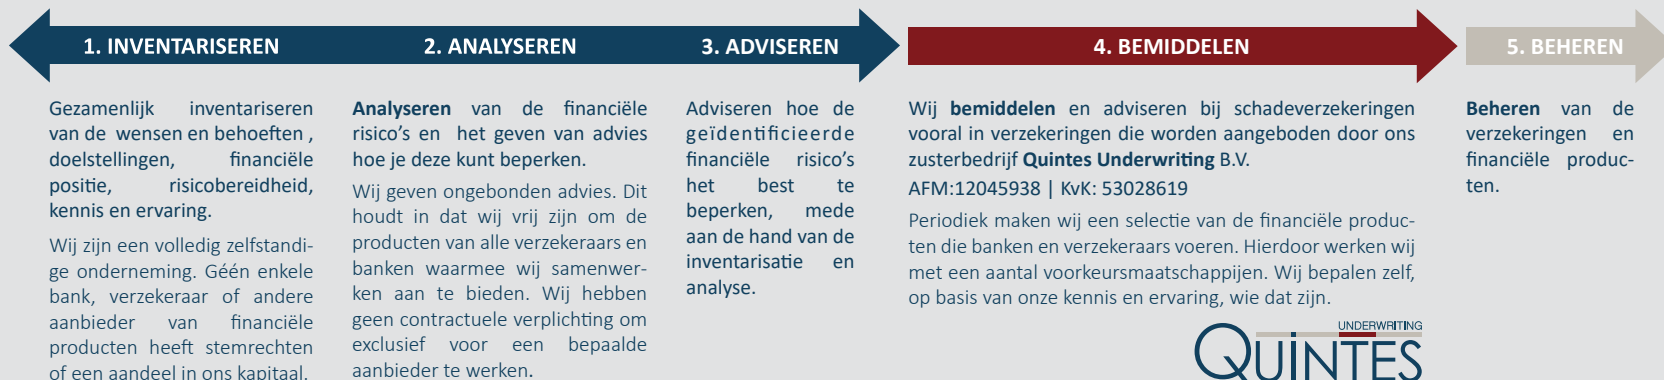 1. INVENTARISEREN
Gezamenlijk inventariseren
van de wensen en behoeften ,
doelstellingen, financiële
positie, risicobereidheid,
kennis en ervaring.
Wij zijn een volledig zelfstandi-
ge onderneming. Géén enkele
bank, verzekeraar of andere
aanbieder van financiële
producten heeft stemrechten
of een aandeel in ons kapitaal.
2. ANALYSEREN
Analyseren van de financiële
risico's en het geven van advies
hoe je deze kunt beperken.
Wij geven ongebonden advies. Dit
houdt in dat wij vrij zijn om de
producten van alle verzekeraars en
banken waarmee wij samenwer-
ken aan te bieden. Wij hebben
geen contractuele verplichting om
exclusief voor een bepaalde
aanbieder te werken.
3. ADVISEREN
Adviseren hoe de
geïdentificieerde
financiële risico's
het best te
beperken, mede
aan de hand van de
inventarisatie en
analyse.
4. BEMIDDELEN
Wij bemiddelen en adviseren bij schadeverzekeringen
vooral in verzekeringen die worden aangeboden door ons
zusterbedrijf Quintes Underwriting B.V.
AFM:12045938 | KvK: 53028619
Periodiek maken wij een selectie van de financiële produc-
ten die banken en verzekeraars voeren. Hierdoor werken wij
met een aantal voorkeursmaatschappijen. Wij bepalen zelf,
op basis van onze kennis en ervaring, wie dat zijn.
UNDERWRITING
QUINTES
5. BEHEREN
Beheren van de
verzekeringen en
financiële produc-
ten.